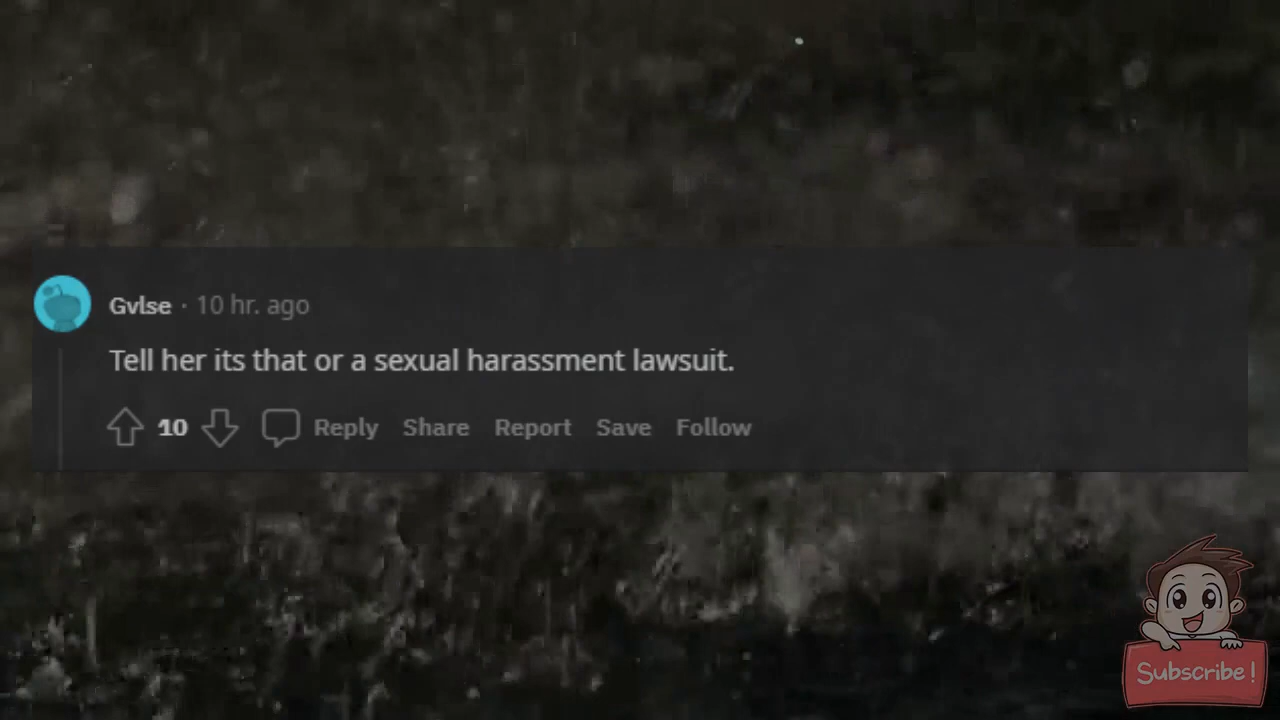 Gvlse · 10 hr. ago
Tell her its that or a sexual harassment lawsuit.
10 Reply Share Report Save Follow
Subscribe!